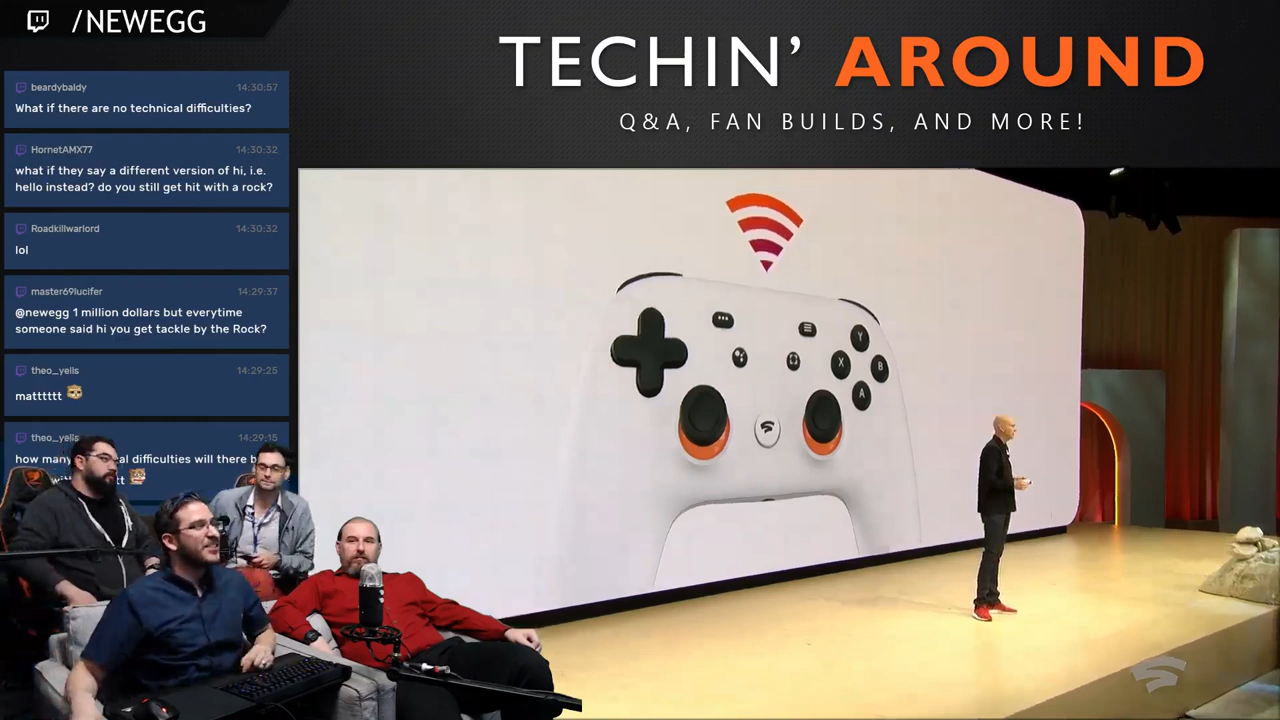 /NEWEGG
TECHIN' AROUND
Q&A, FAN BUILDS, AND MORE!
beardybaldy 14:30:57
What if there are no technical difficulties?
HornetAMX77 14:30:32
what if they say a different version of hi, i.e.
hello instead? do you still get hit with a rock?
Roadkillwarlord 14:30:32
lol
master69lucifer 14:29:37
@newegg 1 million dollars but everytime
someone said hi you get tackle by the Rock?
theo_yells 14:29:25
mattttttt
theo_yells 14:29:15
how many al difficulties will there
Y
X
B
A